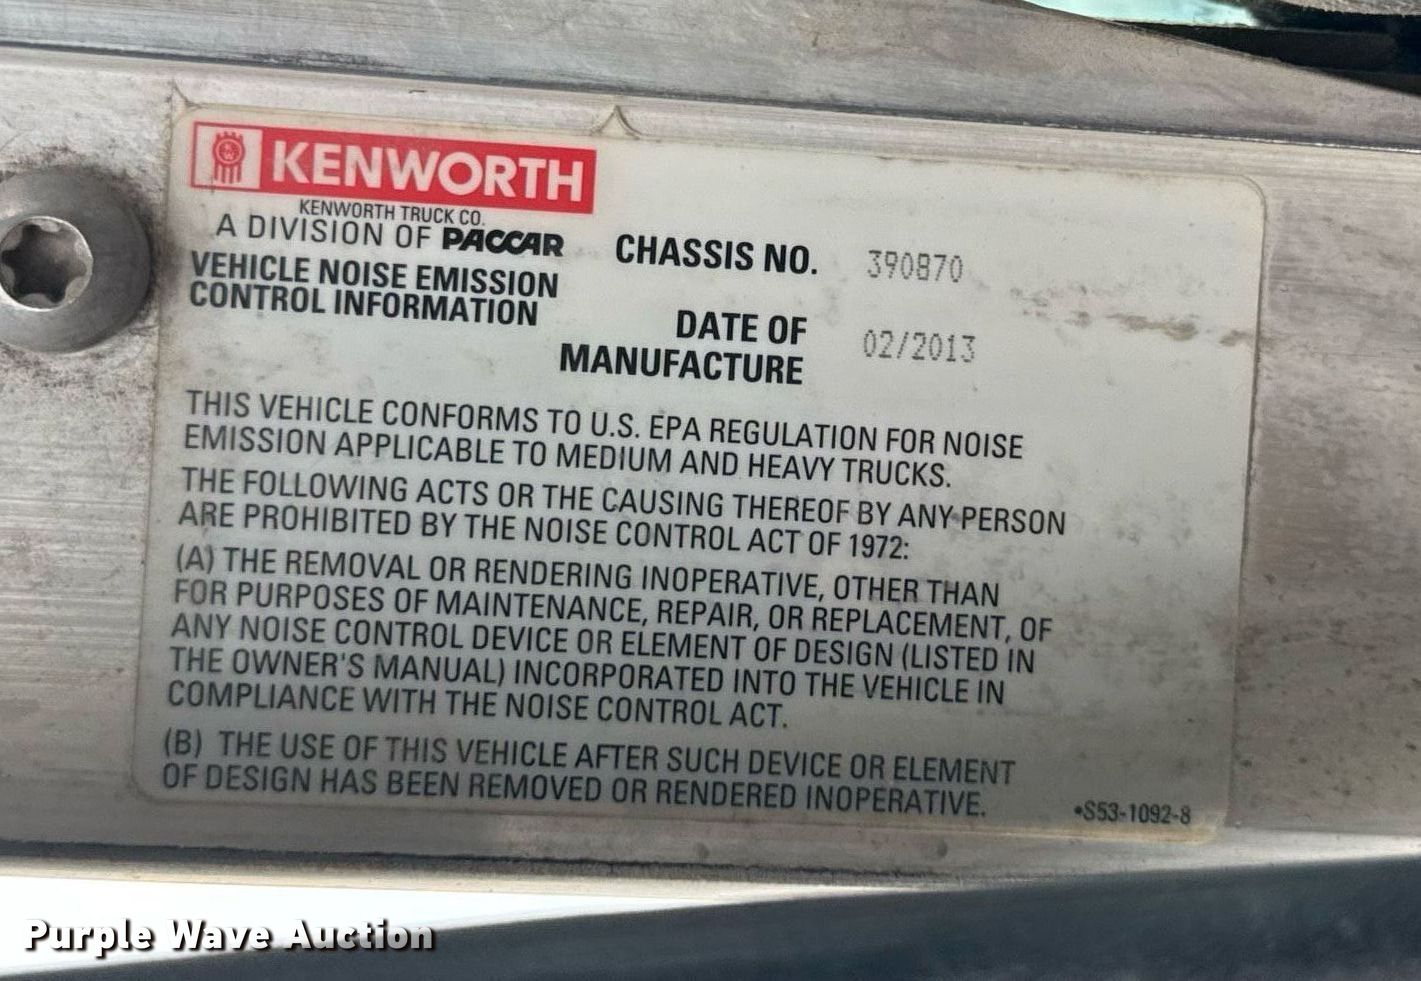 KENWORTH
KENWORTH TRUCK CO.
A DIVISION OF PACCAR
VEHICLE NOISE EMISSION
CONTROL INFORMATION
CHASSIS NO. 390870
DATE OF
MANUFACTURE 02/2013
THIS VEHICLE CONFORMS TO U.S. EPA REGULATION FOR NOISE
EMISSION APPLICABLE TO MEDIUM AND HEAVY TRUCKS.
THE FOLLOWING ACTS OR THE CAUSING THEREOF BY ANY PERSON
ARE PROHIBITED BY THE NOISE CONTROL ACT OF 1972:
(A) THE REMOVAL OR RENDERING INOPERATIVE, OTHER THAN
FOR PURPOSES OF MAINTENANCE, REPAIR, OR REPLACEMENT, OF
ANY NOISE CONTROL DEVICE OR ELEMENT OF DESIGN (LISTED IN
THE OWNER'S MANUAL) INCORPORATED INTO THE VEHICLE IN
COMPLIANCE WITH THE NOISE CONTROL ACT.
(B) THE USE OF THIS VEHICLE AFTER SUCH DEVICE OR ELEMENT
OF DESIGN HAS BEEN REMOVED OR RENDERED INOPERATIVE.
•S53-1092-8
Purple Wave Auction